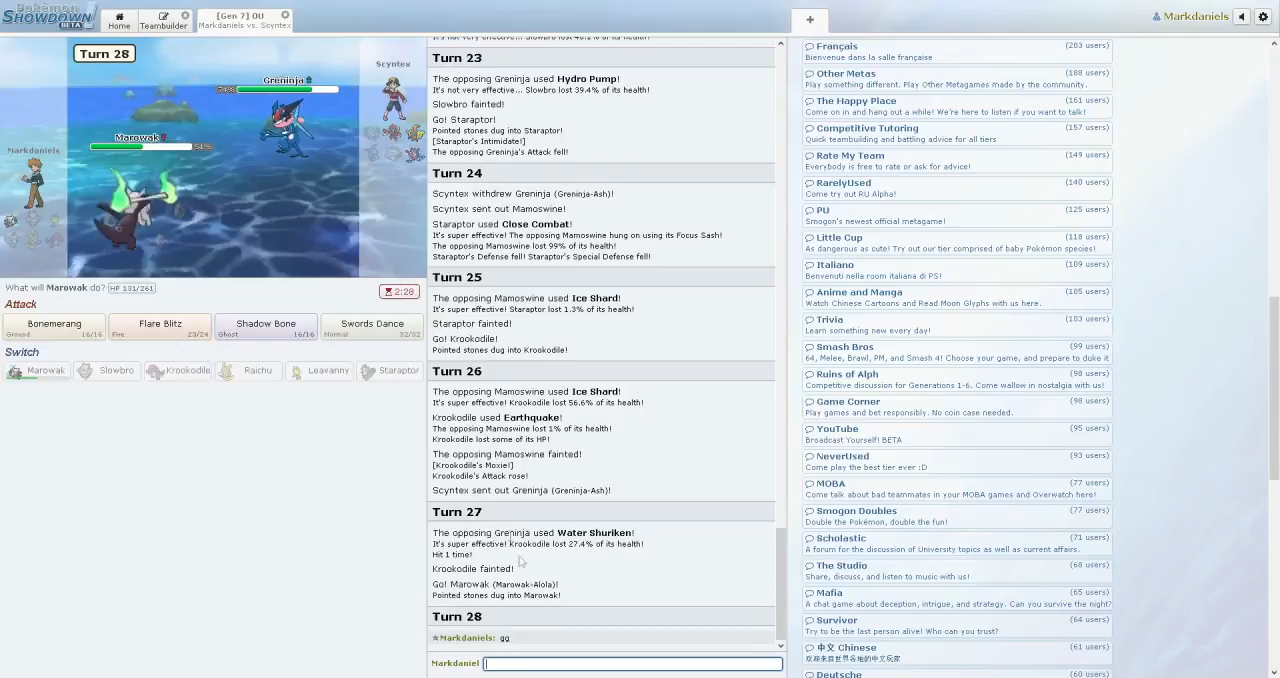 Pokémon
SHOWDOWN
BETA
Home
Teambuilder
[Gen 7] OU
Markdaniels vs. Scyntex
+
Markdaniels
Turn 28
Scyntex
Greninja
74%
Marowak
51%
Markdaniels
What will Marowak do? HP 131/261
2:28
Attack
Bonemerang
Ground 16/16
Flare Blitz
Fire 23/24
Shadow Bone
Ghost 16/16
Swords Dance
Normal 32/32
Switch
Marowak
Slowbro
Krookodile
Raichu
Leavanny
Staraptor
Turn 23
The opposing Greninja used Hydro Pump!
It's not very effective... Slowbro lost 39.4% of its health!
Slowbro fainted!
Go! Staraptor!
Pointed stones dug into Staraptor!
[Staraptor's Intimidate!]
The opposing Greninja's Attack fell!
Turn 24
Scyntex withdrew Greninja (Greninja-Ash)!
Scyntex sent out Mamoswine!
Staraptor used Close Combat!
It's super effective! The opposing Mamoswine hung on using its Focus Sash!
The opposing Mamoswine lost 99% of its health!
Staraptor's Defense fell! Staraptor's Special Defense fell!
Turn 25
The opposing Mamoswine used Ice Shard!
It's super effective! Staraptor lost 1.3% of its health!
Staraptor fainted!
Go! Krookodile!
Pointed stones dug into Krookodile!
Turn 26
The opposing Mamoswine used Ice Shard!
It's super effective! Krookodile lost 56.6% of its health!
Krookodile used Earthquake!
The opposing Mamoswine lost 1% of its health!
Krookodile lost some of its HP!
The opposing Mamoswine fainted!
[Krookodile's Moxie!]
Krookodile's Attack rose!
Scyntex sent out Greninja (Greninja-Ash)!
Turn 27
The opposing Greninja used Water Shuriken!
It's super effective! Krookodile lost 27.4% of its health!
Hit 1 time!
Krookodile fainted!
Go! Marowak (Marowak-Alola)!
Pointed stones dug into Marowak!
Turn 28
★Markdaniels: gg
Markdaniel
Français (203 users)
Bienvenue dans la salle française
Other Metas (188 users)
Play something different. Play Other Metagames made by the community.
The Happy Place (161 users)
Come on in and hang out a while! We're here to listen if you want to talk!
Competitive Tutoring (157 users)
Quick teambuilding and battling advice for all tiers
Rate My Team (149 users)
Everybody is free to rate or ask for advice!
RarelyUsed (140 users)
Come try out RU Alpha!
PU (125 users)
Smogon's newest official metagame!
Little Cup (118 users)
As dangerous as cute! Try out our tier comprised of baby Pokémon species!
Italiano (109 users)
Benvenuti nella room italiana di PS!
Anime and Manga (105 users)
Watch Chinese Cartoons and Read Moon Glyphs with us here.
Trivia (103 users)
Learn something new every day!
Smash Bros (99 users)
64, Melee, Brawl, PM, and Smash 4! Choose your game, and prepare to duke it
Ruins of Alph (98 users)
Competitive discussion for Generations 1-6. Come wallow in nostalgia with us!
Game Corner (98 users)
Play games and bet responsibly. No coin case needed.
YouTube (95 users)
Broadcast Yourself! BETA
NeverUsed (93 users)
Come play the best tier ever :D
MOBA (77 users)
Come talk about bad teammates in your MOBA games and Overwatch here!
Smogon Doubles (77 users)
Double the Pokémon, double the fun!
Scholastic (71 users)
A forum for the discussion of University topics as well as current affairs.
The Studio (68 users)
Share, discuss, and listen to music with us!
Mafia (65 users)
A chat game about deception, intrigue, and strategy. Can you survive the night?
Survivor (64 users)
Try to be the last person alive! Who can you trust?
中文 Chinese (61 users)
欢迎来自世界各地的中文玩家
Deutsche (60 users)